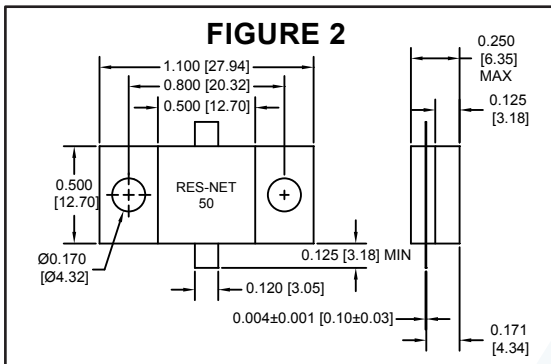 FIGURE 2
1.100 [27.94]
0.800 [20.32]
0.500 [12.70]
0.250
[6.35]
MAX
0.125
[3.18]
0.500
[12.70]
RES-NET
50
Ø0.170
[Ø4.32]
0.125 [3.18] MIN
0.120 [3.05]
0.004±0.001 [0.10±0.03]
0.171
[4.34]